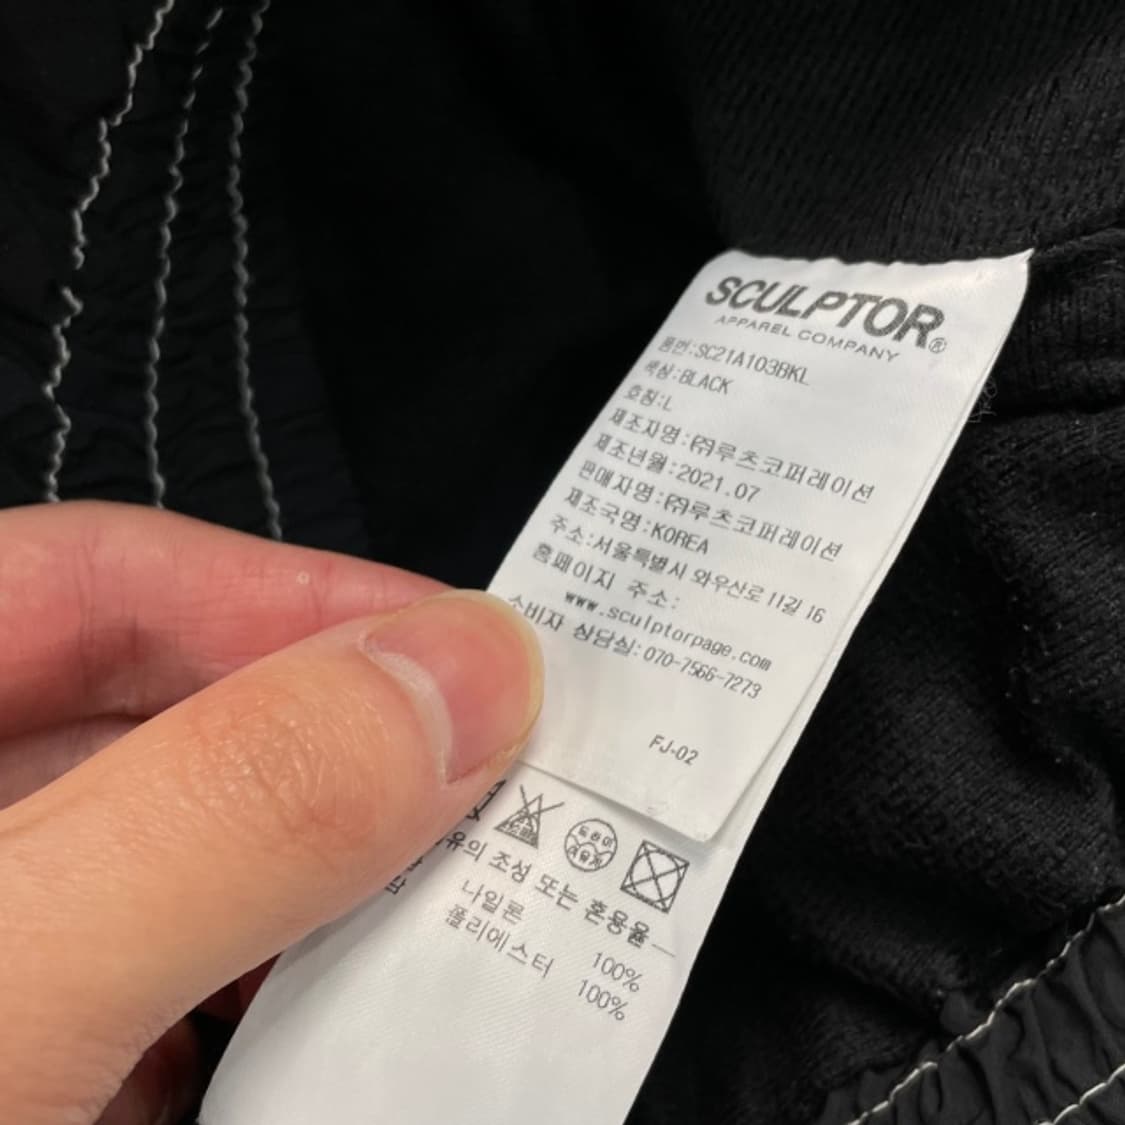 SCULPTOR®
APPAREL COMPANY
품번:SC21A103BKL
색상:BLACK
호칭:L
제조자명:㈜루츠코퍼레이션
제조년월:2021.07
판매자명:㈜루츠코퍼레이션
제조국명:KOREA
주소:서울특별시 와우산로 11길 16
홈페이지 주소:
www.sculptorpage.com
소비자 상담실:070-7566-7273
FJ-02
드라이
석유계
조성 또는 혼용율
나일론 100%
폴리에스터 100%